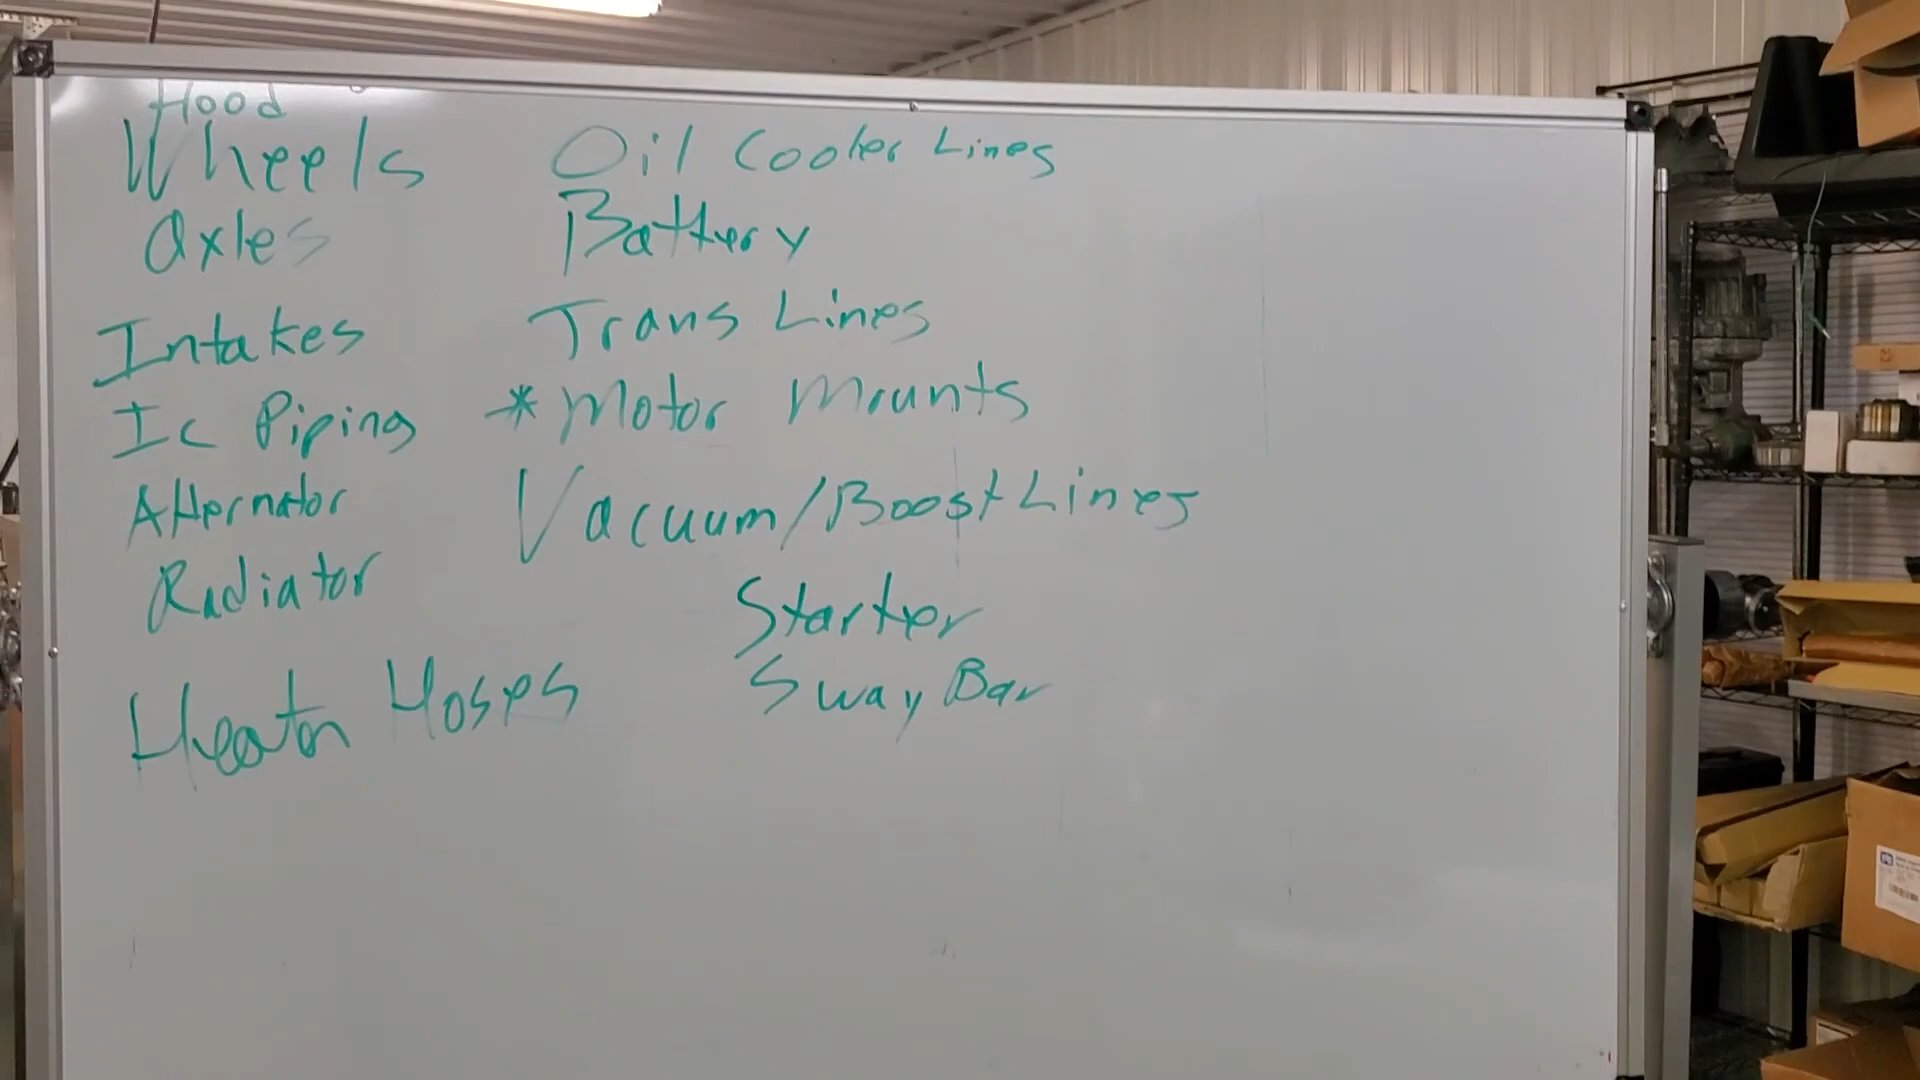 Hood
Wheels
Axles
Intakes
Ic Piping
Alternator
Radiator
Heater Hoses
Oil Cooler Lines
Battery
Trans Lines
* Motor Mounts
Vacuum/Boost Lines
Starter
Sway Bar